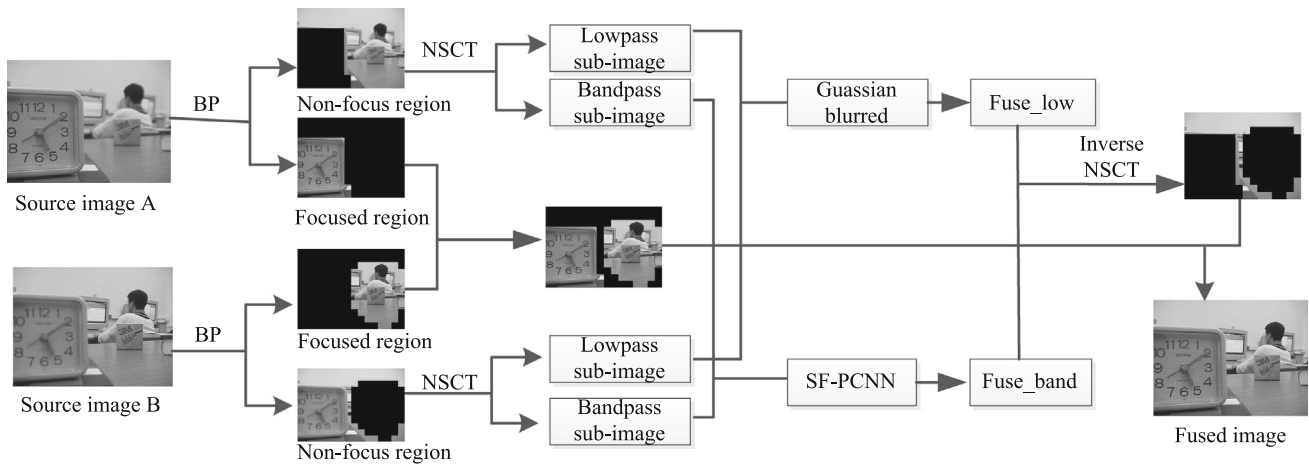 Source image A
BP
Non-focus region
Focused region
NSCT
Lowpass
sub-image
Bandpass
sub-image
Guassian
blurred
Fuse_low
Inverse
NSCT
Source image B
BP
Focused region
Non-focus region
NSCT
Lowpass
sub-image
Bandpass
sub-image
SF-PCNN
Fuse_band
Fused image